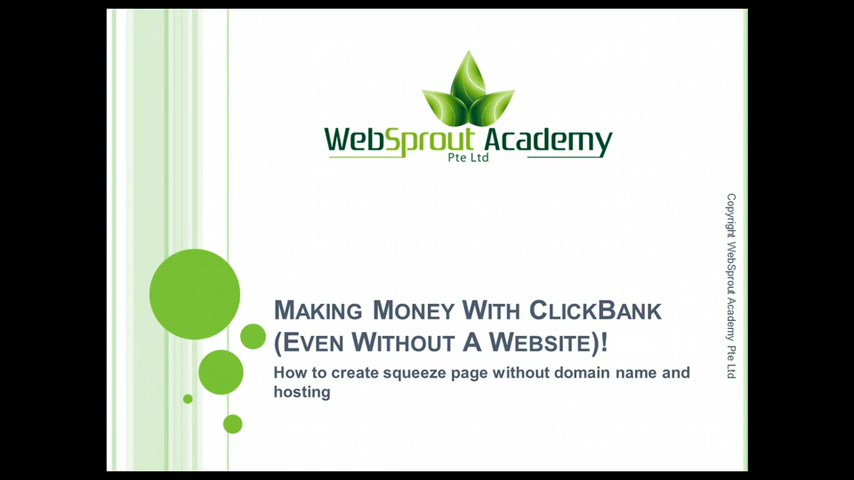 WebSprout Academy
Pte Ltd
MAKING MONEY WITH CLICKBANK
(EVEN WITHOUT A WEBSITE)!
How to create squeeze page without domain name and
hosting
Copyright WebSprout Academy Pte Ltd